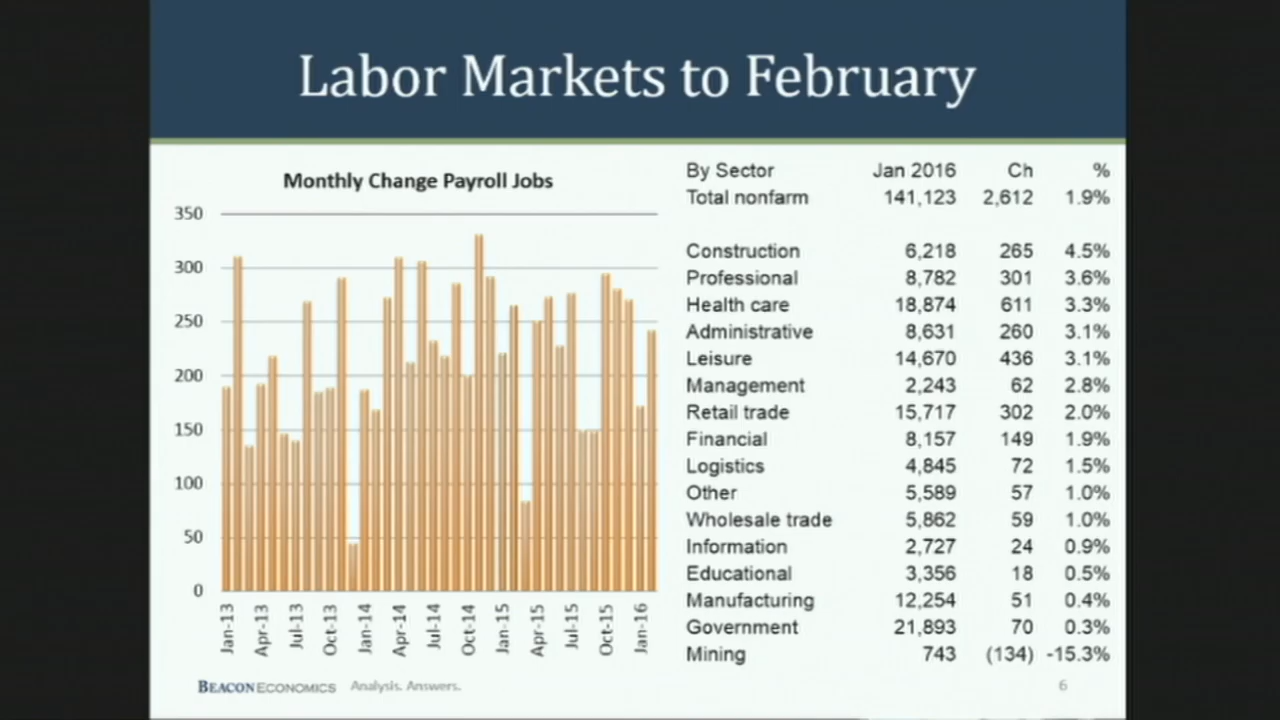 Labor Markets to February
Monthly Change Payroll Jobs
350
300
250
200
150
100
50
0
Jan-13
Apr-13
Jul-13
Oct-13
Jan-14
Apr-14
Jul-14
Oct-14
Jan-15
Apr-15
Jul-15
Oct-15
Jan-16
By Sector Jan 2016 Ch %
Total nonfarm 141,123 2,612 1.9%
Construction 6,218 265 4.5%
Professional 8,782 301 3.6%
Health care 18,874 611 3.3%
Administrative 8,631 260 3.1%
Leisure 14,670 436 3.1%
Management 2,243 62 2.8%
Retail trade 15,717 302 2.0%
Financial 8,157 149 1.9%
Logistics 4,845 72 1.5%
Other 5,589 57 1.0%
Wholesale trade 5,862 59 1.0%
Information 2,727 24 0.9%
Educational 3,356 18 0.5%
Manufacturing 12,254 51 0.4%
Government 21,893 70 0.3%
Mining 743 (134) -15.3%
BEACON ECONOMICS Analysis. Answers.
6